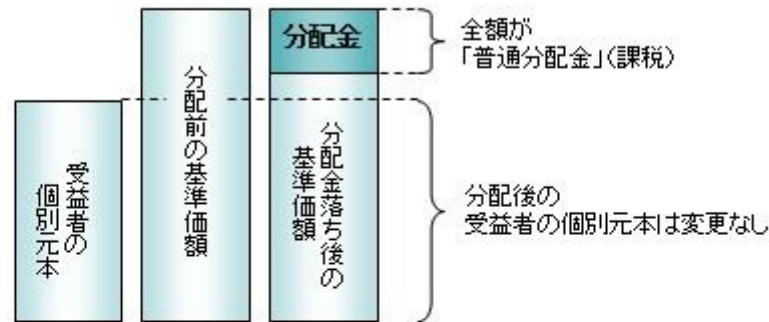 分配金
全額が
「普通分配金」(課税)
受益者の
個別元本
分配前の基準価額
分配金落ち後の
基準価額
分配後の
受益者の個別元本は変更なし